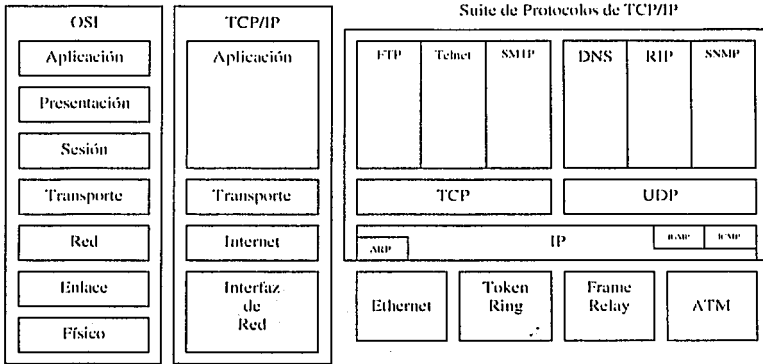 Suite de Protocolos de TCP/IP
OSI
Aplicación
Presentación
Sesión
Transporte
Red
Enlace
Físico
TCP/IP
Aplicación
Transporte
Internet
Interfaz
de
Red
FTP
Telnet
SMTP
DNS
RIP
SNMP
TCP
UDP
ARP
IP
IGMP
ICMP
Ethernet
Token
Ring
Frame
Relay
ATM